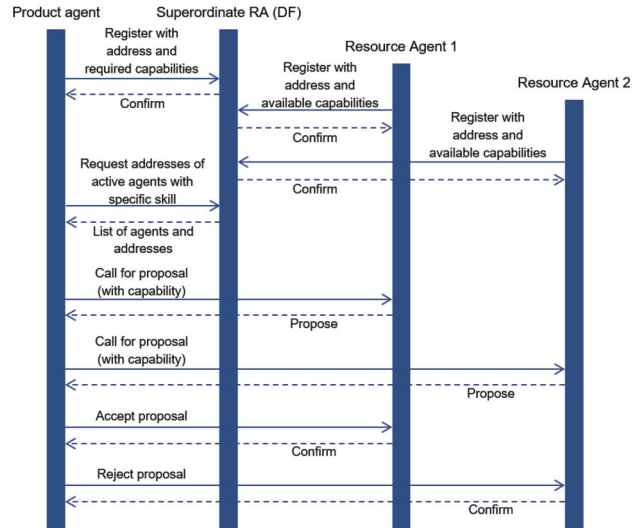 Product agent
Superordinate RA (DF)
Resource Agent 1
Resource Agent 2
Register with
address and
required capabilities
Confirm
Register with
address and
available capabilities
Confirm
Register with
address and
available capabilities
Confirm
Request addresses of
active agents with
specific skill
List of agents and
addresses
Call for proposal
(with capability)
Propose
Call for proposal
(with capability)
Propose
Accept proposal
Confirm
Reject proposal
Confirm